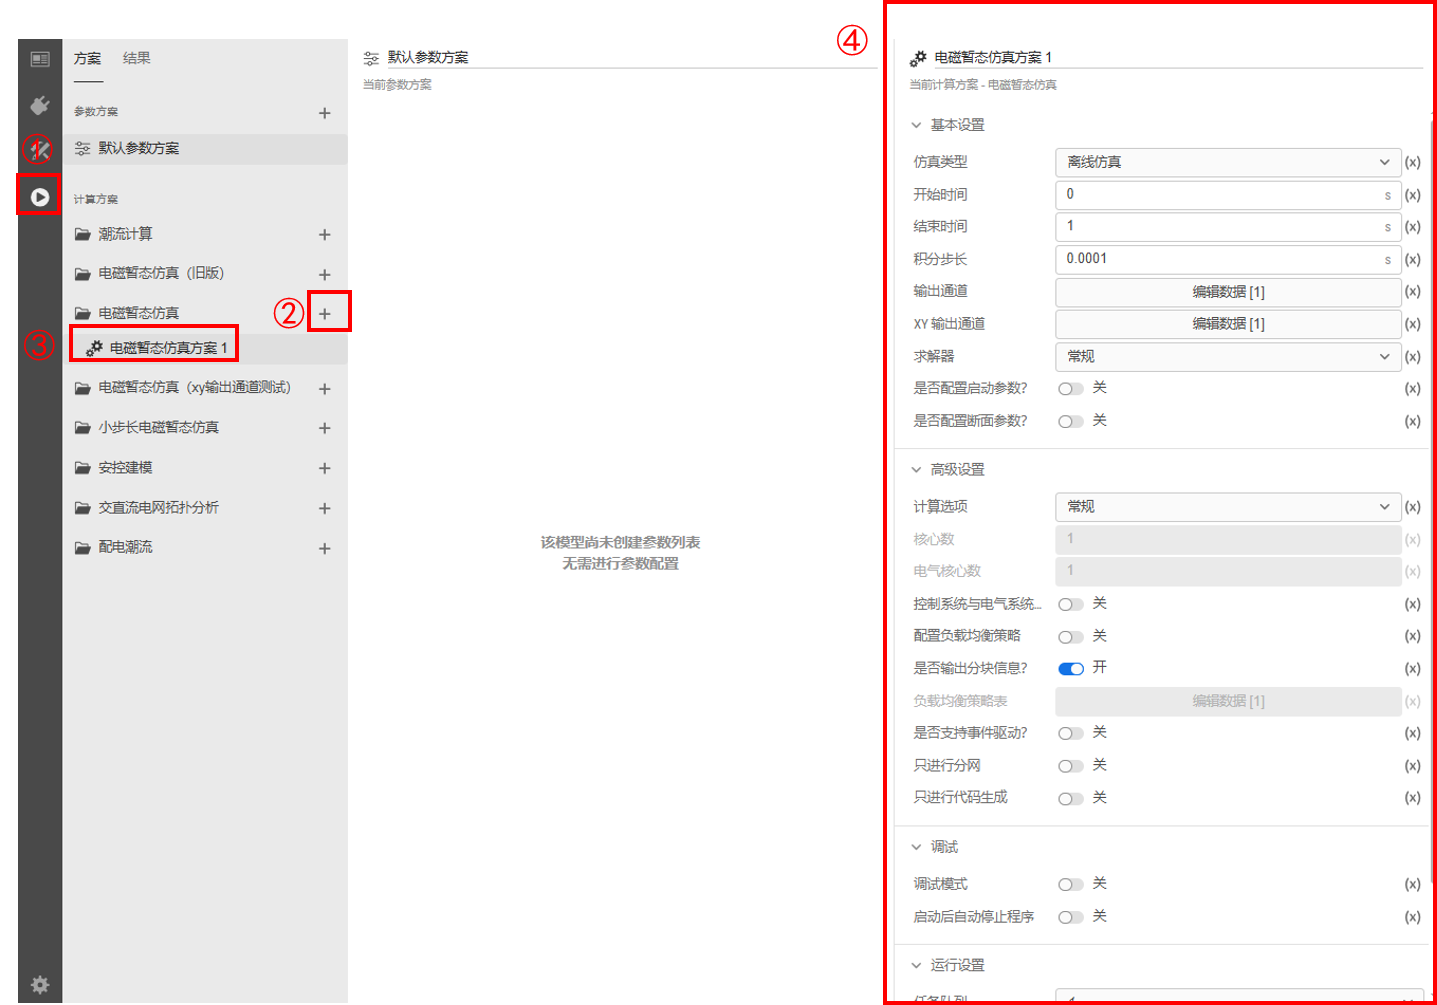 方案 结果
参数方案
默认参数方案
计算方案
潮流计算
电磁暂态仿真（旧版）
电磁暂态仿真
电磁暂态仿真方案 1
电磁暂态仿真（xy输出通道测试）
小步长电磁暂态仿真
安控建模
交直流电网拓扑分析
配电潮流
①
②
③
默认参数方案
当前参数方案
该模型尚未创建参数列表
无需进行参数配置
④
电磁暂态仿真方案 1
当前计算方案 - 电磁暂态仿真
基本设置
仿真类型 离线仿真 (x)
开始时间 0 s (x)
结束时间 1 s (x)
积分步长 0.0001 s (x)
输出通道 编辑数据 [1] (x)
XY 输出通道 编辑数据 [1] (x)
求解器 常规 (x)
是否配置启动参数? 关 (x)
是否配置断面参数? 关 (x)
高级设置
计算选项 常规 (x)
核心数 1 (x)
电气核心数 1 (x)
控制系统与电气系统... 关 (x)
配置负载均衡策略 关 (x)
是否输出分块信息? 开 (x)
负载均衡策略表 编辑数据 [1] (x)
是否支持事件驱动? 关 (x)
只进行分网 关 (x)
只进行代码生成 关 (x)
调试
调试模式 关 (x)
启动后自动停止程序 关 (x)
运行设置
任务队列